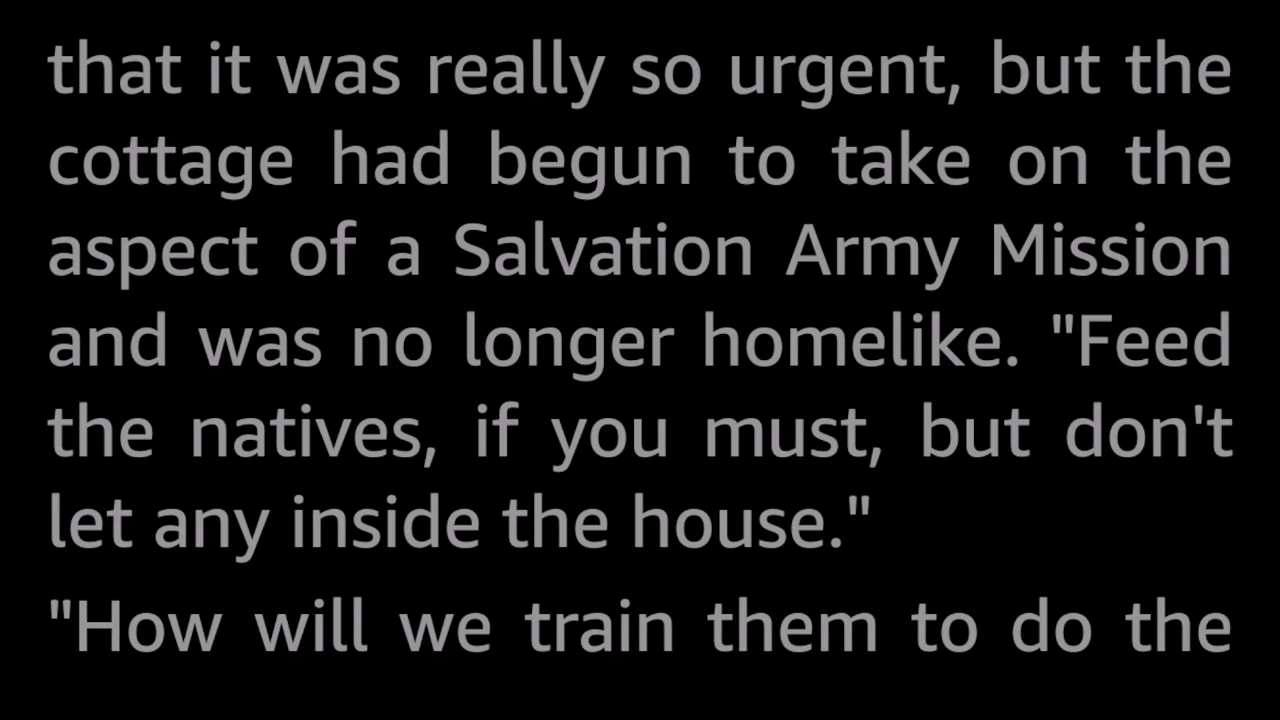 that it was really so urgent, but the
cottage had begun to take on the
aspect of a Salvation Army Mission
and was no longer homelike. "Feed
the natives, if you must, but don't
let any inside the house."
"How will we train them to do the